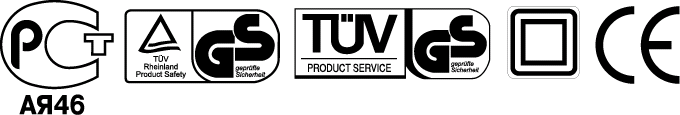 РСТ
АЯ46
TÜV
Rheinland
Product Safety
GS
geprüfte
Sicherheit
TÜV
PRODUCT SERVICE
GS
geprüfte
Sicherheit
CE